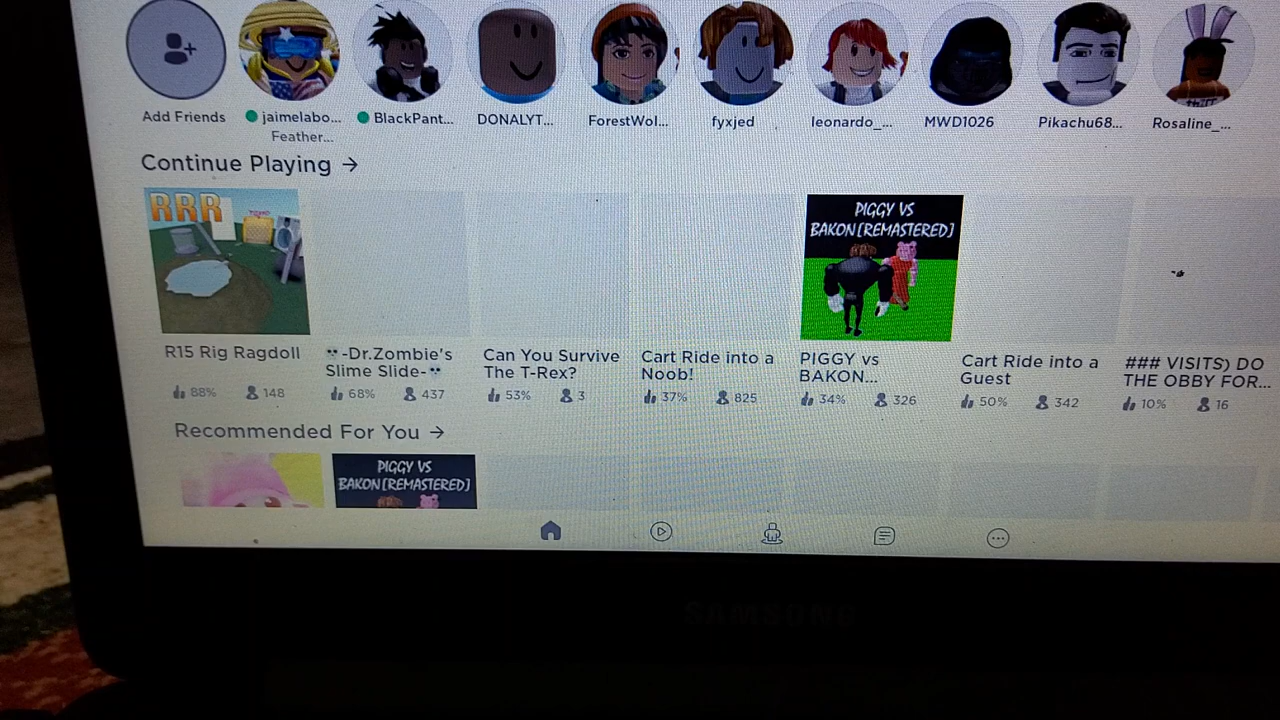 Add Friends
jaimelabo...
BlackPant...
DONALYT...
ForestWol...
fyxjed
leonardo_...
MWD1026
Pikachu68...
Rosaline_...
Feather...
Continue Playing →
RRR
PIGGY VS
BAKON[REMASTERED]
R15 Rig Ragdoll
88% 148
💀-Dr.Zombie's
Slime Slide-💀
68% 437
Can You Survive
The T-Rex?
53% 3
Cart Ride into a
Noob!
37% 825
PIGGY vs
BAKON...
34% 326
Cart Ride into a
Guest
50% 342
### VISITS) DO
THE OBBY FOR...
10% 16
Recommended For You →
PIGGY VS
BAKON[REMASTERED]
SAMSUNG